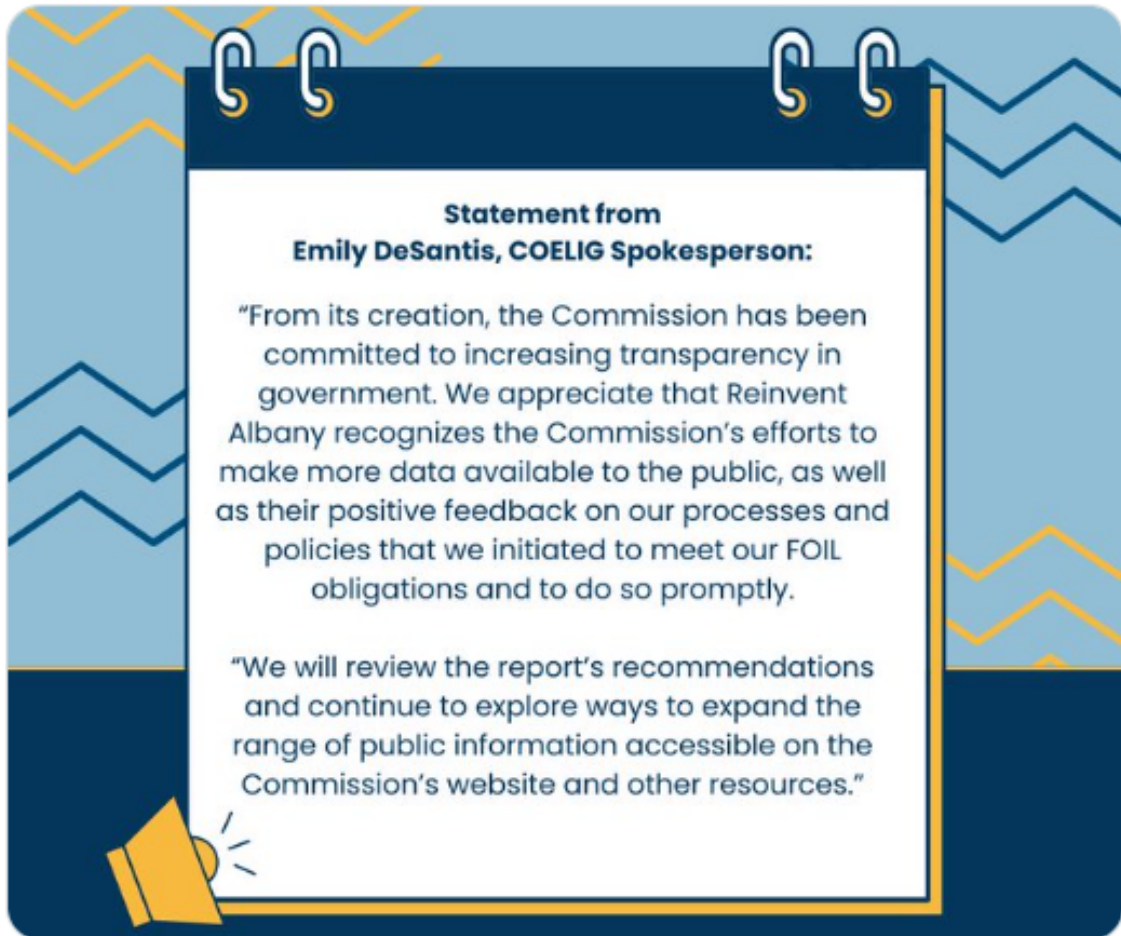 Statement from
Emily DeSantis, COELIG Spokesperson:
“From its creation, the Commission has been
committed to increasing transparency in
government. We appreciate that Reinvent
Albany recognizes the Commission’s efforts to
make more data available to the public, as well
as their positive feedback on our processes and
policies that we initiated to meet our FOIL
obligations and to do so promptly.
“We will review the report’s recommendations
and continue to explore ways to expand the
range of public information accessible on the
Commission’s website and other resources.”